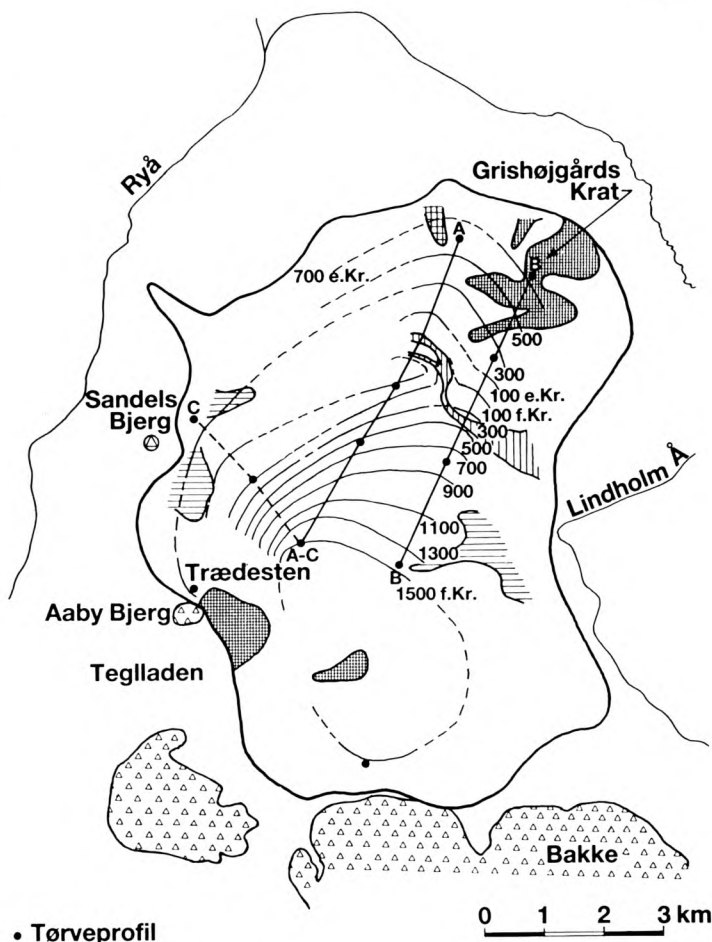 Ryå
Grishøjgårds
Krat
A
B
700 e.Kr.
500
300
100 e.Kr.
100 f.Kr.
300
500
700
900
1100
1300
1500 f.Kr.
Sandels
Bjerg
C
Lindholm Å
A-C
B
Trædesten
Aaby Bjerg
Teglladen
Bakke
• Tørveprofil
0 1 2 3 km